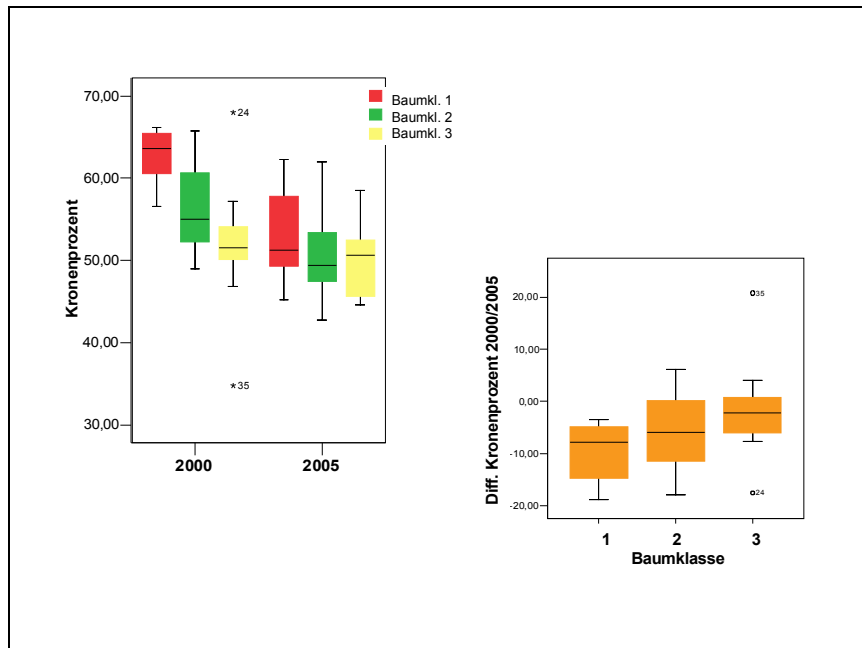 70,00
60,00
50,00
40,00
30,00
Kronenprozent
*24
*35
Baumkl. 1
Baumkl. 2
Baumkl. 3
2000 2005
20,00
10,00
0,00
-10,00
-20,00
Diff. Kronenprozent 2000/2005
35
24
1 2 3
Baumklasse